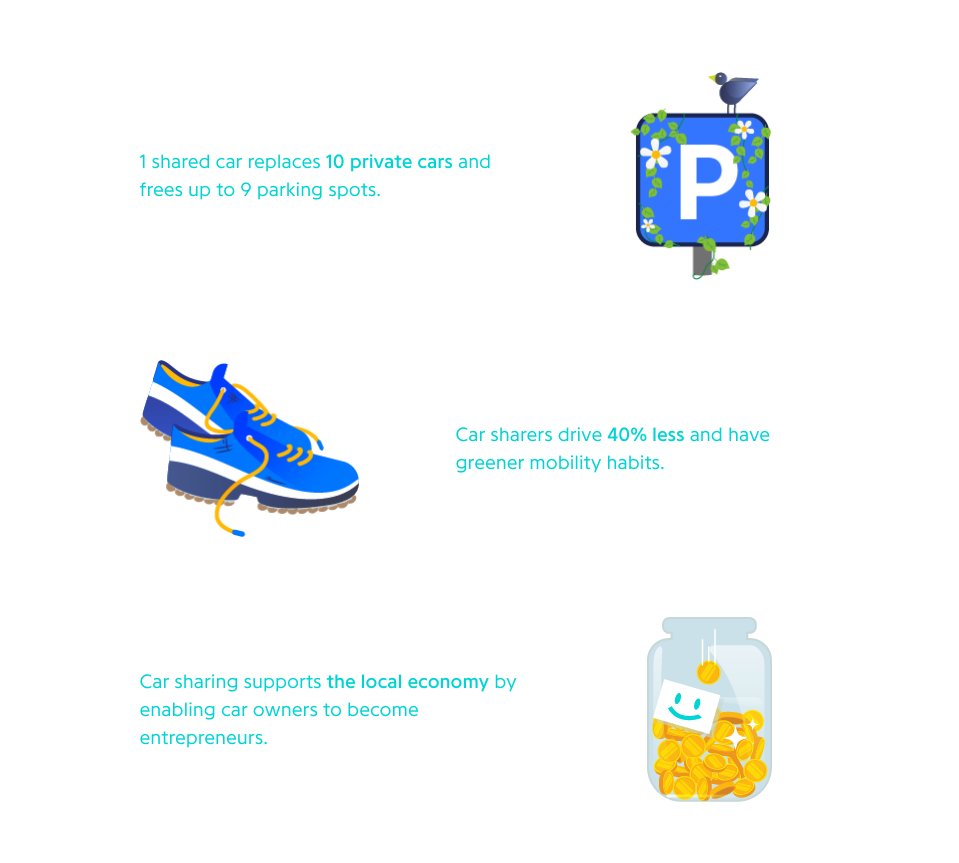 1 shared car replaces 10 private cars and
frees up to 9 parking spots.
P
Car sharers drive 40% less and have
greener mobility habits.
Car sharing supports the local economy by
enabling car owners to become
entrepreneurs.